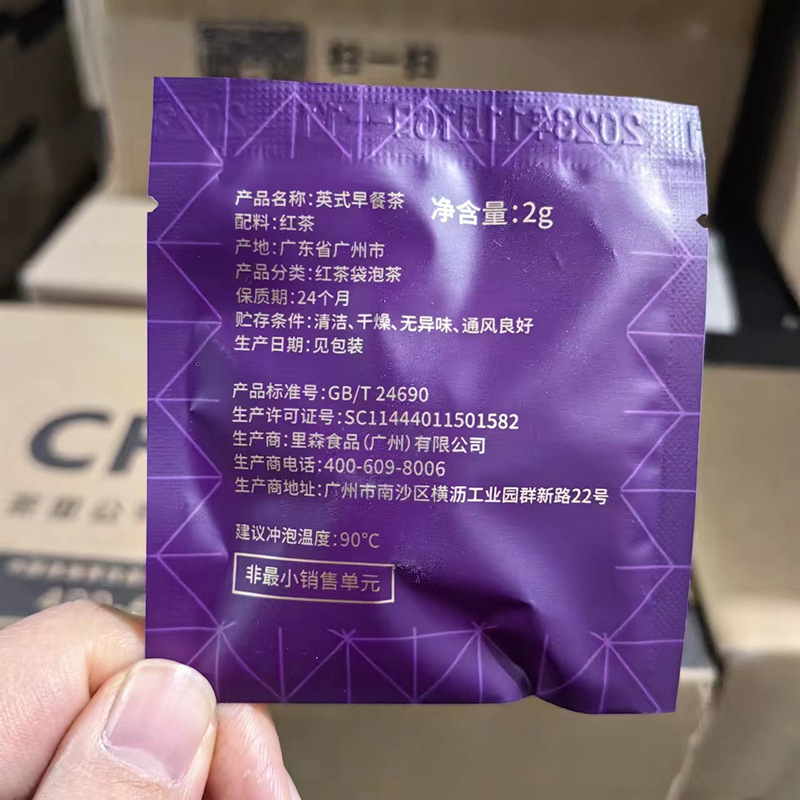 扫一扫
产品名称:英式早餐茶
净含量:2g
配料:红茶
产地:广东省广州市
产品分类:红茶袋泡茶
保质期:24个月
贮存条件:清洁、干燥、无异味、通风良好
生产日期:见包装
产品标准号:GB/T 24690
生产许可证号:SC11444011501582
生产商:里森食品(广州)有限公司
生产商电话:400-609-8006
生产商地址:广州市南沙区横沥工业园群新路22号
建议冲泡温度:90°C
非最小销售单元